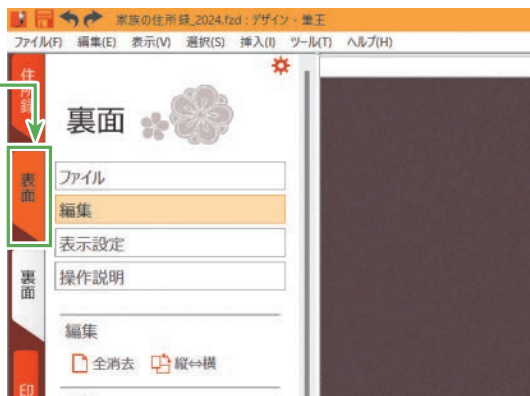 家族の住所録_2024.fzd : デザイン - 筆王
ファイル(F) 編集(E) 表示(V) 選択(S) 挿入(I) ツール(T) ヘルプ(H)
住所録
裏面
ファイル
表面
編集
表示設定
裏面
操作説明
編集
全消去 縦⇔横
印